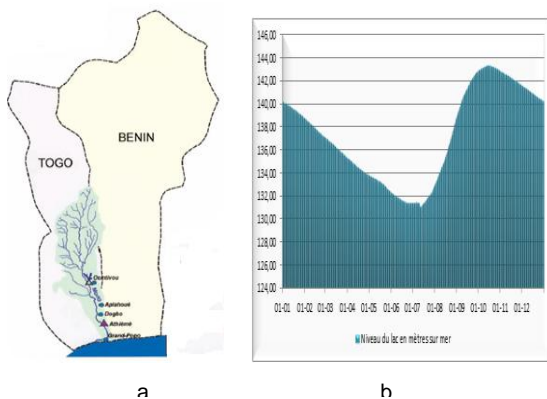 BENIN
TOGO
Aplahoué
Dogbo
Athiémé
Grand-Popo
a
146,00
144,00
142,00
140,00
138,00
136,00
134,00
132,00
130,00
128,00
126,00
124,00
01-01 01-02 01-03 01-04 01-05 01-06 01-07 01-08 01-09 01-10 01-11 01-12
Niveau du lac en mètres sur mer
b